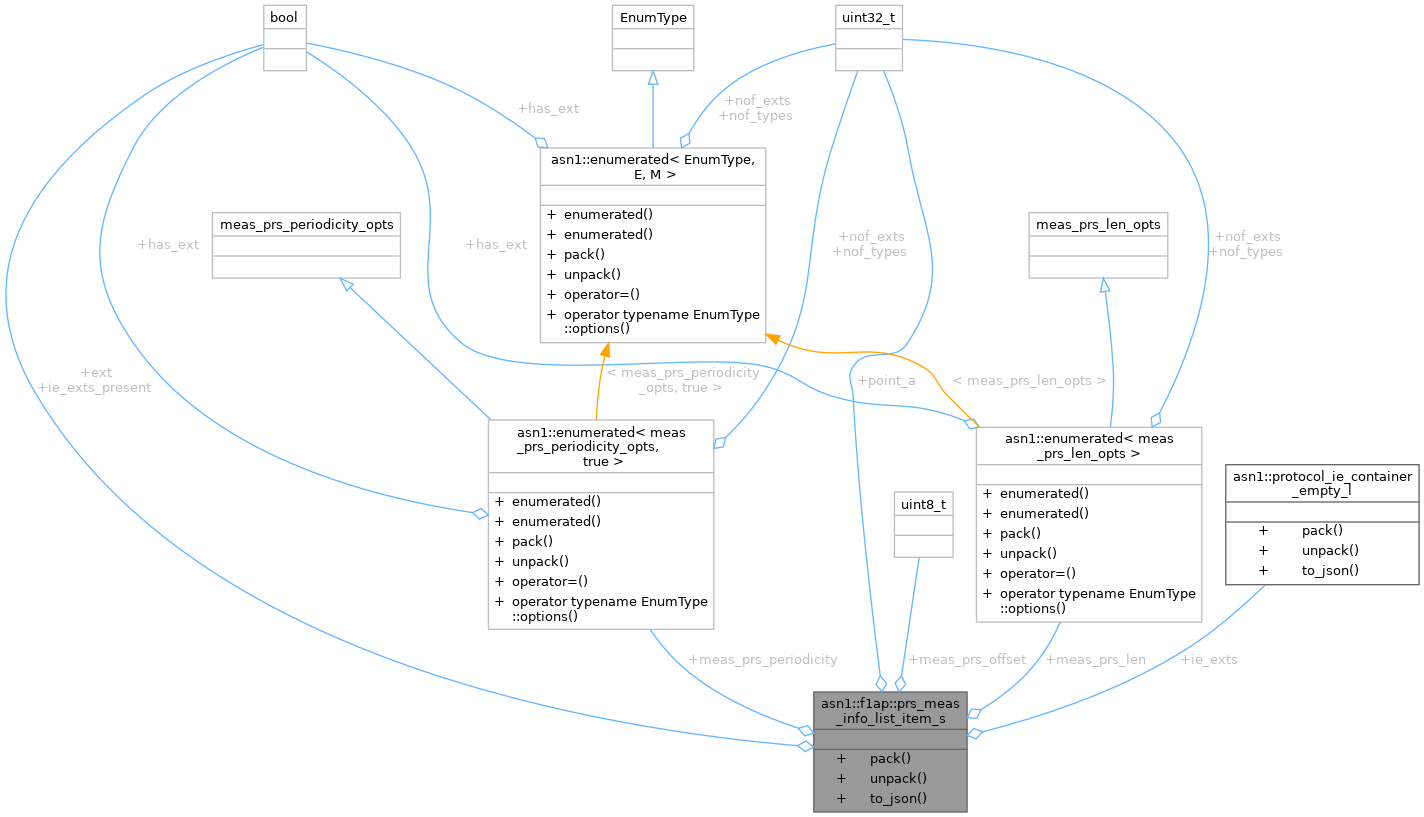 bool
EnumType
uint32_t
+has_ext
+nof_exts
+nof_types
asn1::enumerated< EnumType,
E, M >
+ enumerated()
+ enumerated()
+ pack()
+ unpack()
+ operator=()
+ operator typename EnumType
::options()
meas_prs_periodicity_opts
meas_prs_len_opts
+has_ext
+has_ext
+nof_exts
+nof_types
+nof_exts
+nof_types
+ext
+ie_exts_present
< meas_prs_periodicity
_opts, true >
+point_a
< meas_prs_len_opts >
asn1::enumerated< meas
_prs_periodicity_opts,
true >
+ enumerated()
+ enumerated()
+ pack()
+ unpack()
+ operator=()
+ operator typename EnumType
::options()
uint8_t
asn1::enumerated< meas
_prs_len_opts >
+ enumerated()
+ enumerated()
+ pack()
+ unpack()
+ operator=()
+ operator typename EnumType
::options()
asn1::protocol_ie_container
_empty_l
+ pack()
+ unpack()
+ to_json()
+meas_prs_periodicity
+meas_prs_offset
+meas_prs_len
+ie_exts
asn1::f1ap::prs_meas
_info_list_item_s
+ pack()
+ unpack()
+ to_json()